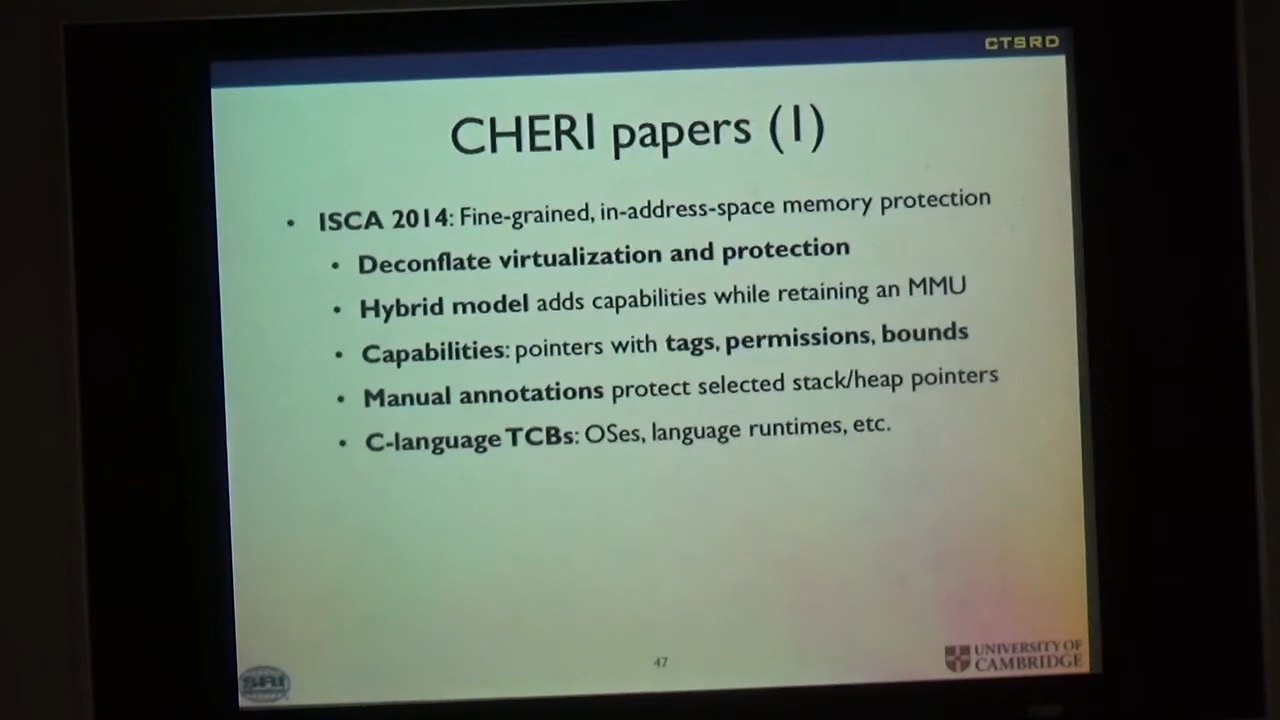 CTSRD
CHERI papers (1)
• ISCA 2014: Fine-grained, in-address-space memory protection
• Deconflate virtualization and protection
• Hybrid model adds capabilities while retaining an MMU
• Capabilities: pointers with tags, permissions, bounds
• Manual annotations protect selected stack/heap pointers
• C-language TCBs: OSes, language runtimes, etc.
SRI
47
UNIVERSITY OF
CAMBRIDGE